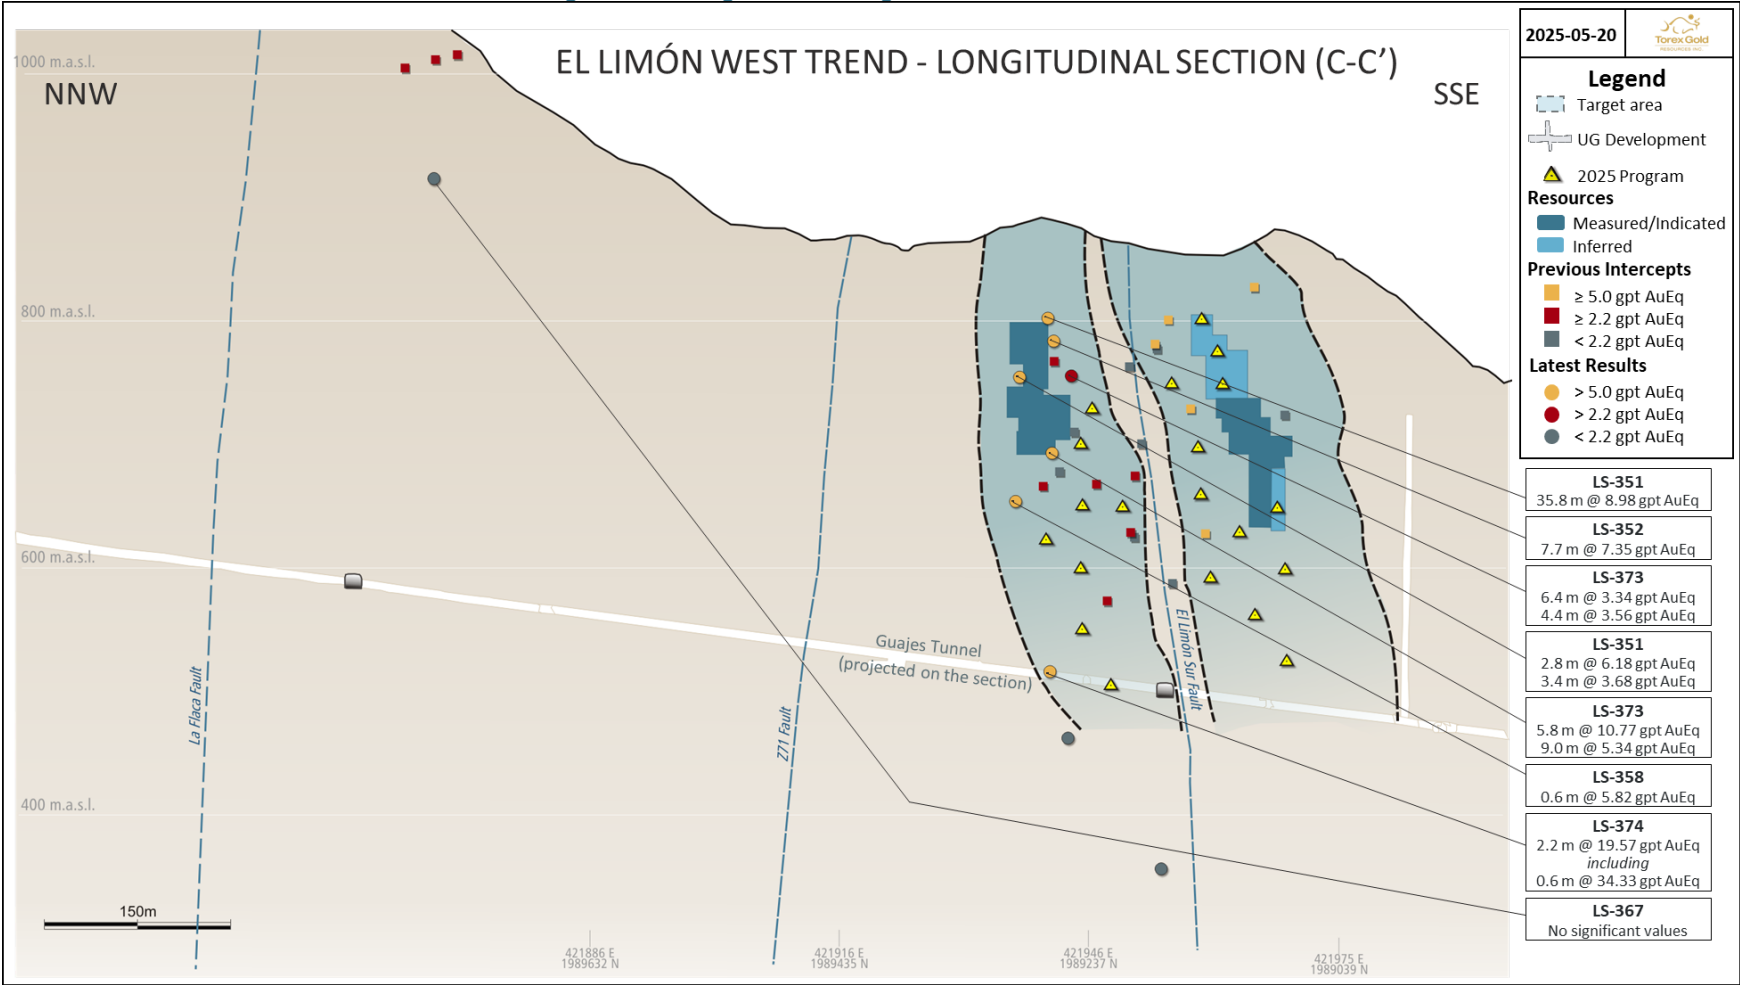 EL LIMÓN WEST TREND - LONGITUDINAL SECTION (C-C’)
NNW
SSE
1000 m.a.s.l.
800 m.a.s.l.
600 m.a.s.l.
400 m.a.s.l.
La Flaca Fault
Z71 Fault
El Limón Sur Fault
Guajes Tunnel
(projected on the section)
150m
421886 E
1989632 N
421916 E
1989435 N
421946 E
1989237 N
421975 E
1989039 N
2025-05-20
Torex Gold
RESOURCES INC.
Legend
Target area
UG Development
2025 Program
Resources
Measured/Indicated
Inferred
Previous Intercepts
≥ 5.0 gpt AuEq
≥ 2.2 gpt AuEq
< 2.2 gpt AuEq
Latest Results
> 5.0 gpt AuEq
> 2.2 gpt AuEq
< 2.2 gpt AuEq
LS-351
35.8 m @ 8.98 gpt AuEq
LS-352
7.7 m @ 7.35 gpt AuEq
LS-373
6.4 m @ 3.34 gpt AuEq
4.4 m @ 3.56 gpt AuEq
LS-351
2.8 m @ 6.18 gpt AuEq
3.4 m @ 3.68 gpt AuEq
LS-373
5.8 m @ 10.77 gpt AuEq
9.0 m @ 5.34 gpt AuEq
LS-358
0.6 m @ 5.82 gpt AuEq
LS-374
2.2 m @ 19.57 gpt AuEq
including
0.6 m @ 34.33 gpt AuEq
LS-367
No significant values